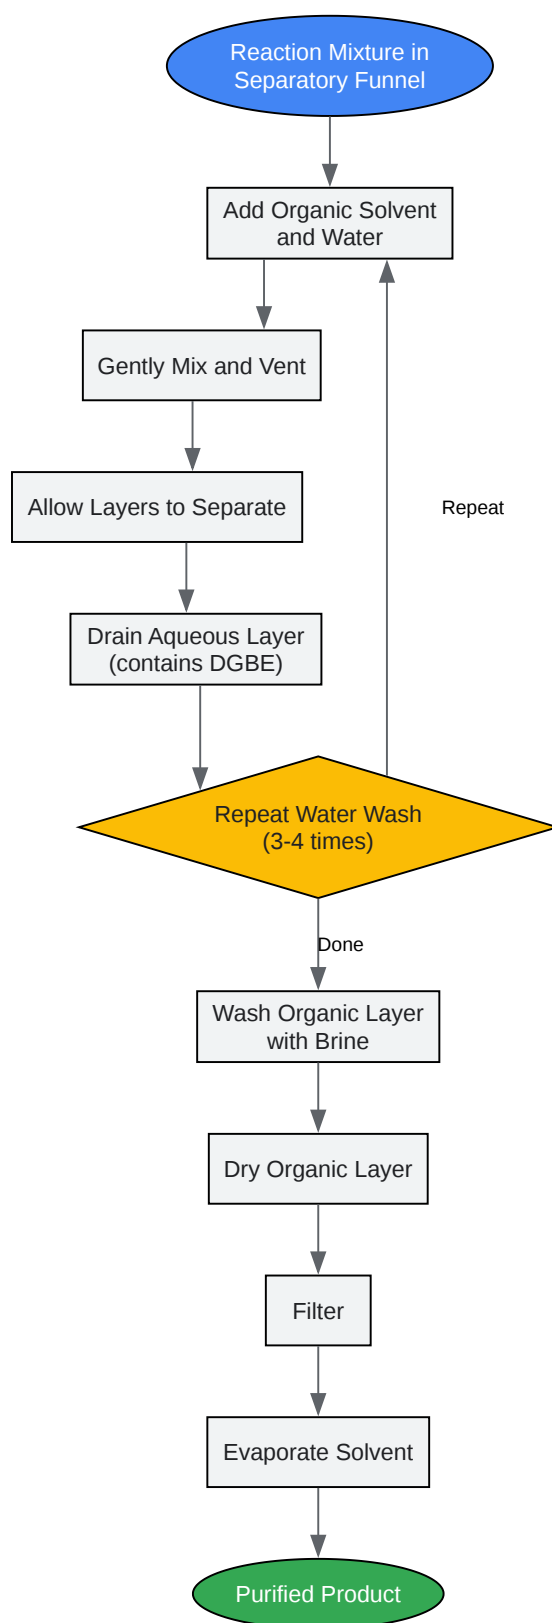 Reaction Mixture in
Separatory Funnel
Add Organic Solvent
and Water
Gently Mix and Vent
Allow Layers to Separate
Repeat
Drain Aqueous Layer
(contains DGBE)
Repeat Water Wash
(3-4 times)
Done
Wash Organic Layer
with Brine
Dry Organic Layer
Filter
Evaporate Solvent
Purified Product